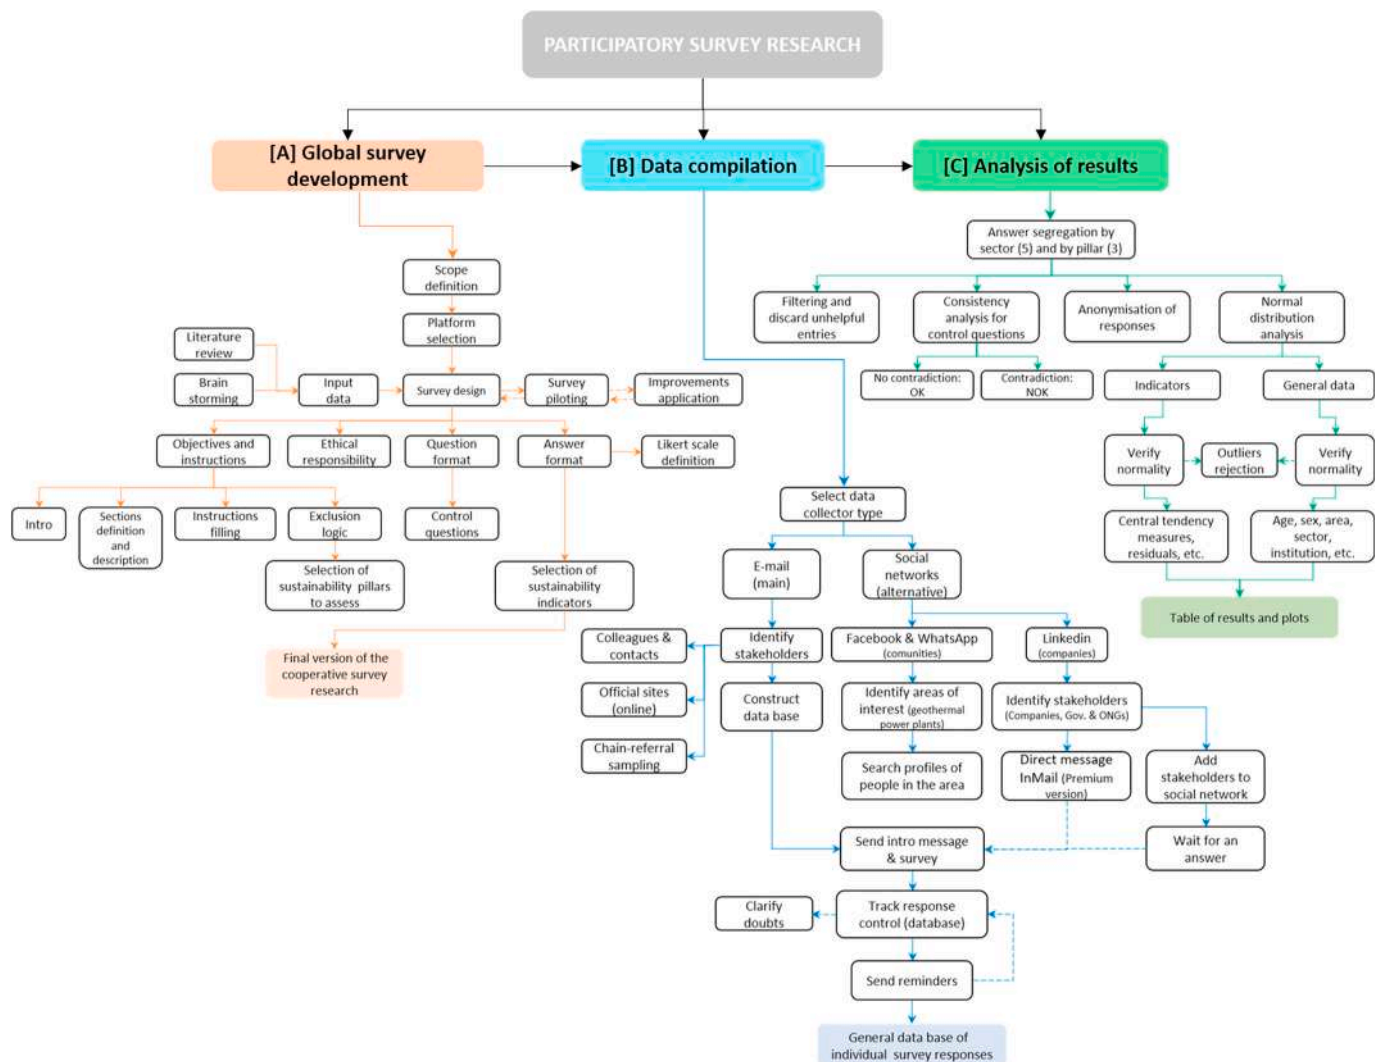 PARTICIPATORY SURVEY RESEARCH
[A] Global survey
development
[B] Data compilation
[C] Analysis of results
Scope
definition
Platform
selection
Literature
review
Brain
storming
Input
data
Survey design
Survey
piloting
Improvements
application
Objectives and
instructions
Ethical
responsibility
Question
format
Answer
format
Likert scale
definition
Intro
Sections
definition
and
description
Instructions
filling
Exclusion
logic
Control
questions
Selection of
sustainability pillars
to assess
Selection of
sustainability
indicators
Final version of the
cooperative survey
research
Select data
collector type
E-mail
(main)
Social
networks
(alternative)
Colleagues &
contacts
Identify
stakeholders
Facebook & WhatsApp
(comunities)
Linkedin
(companies)
Official sites
(online)
Construct
data base
Identify areas of
interest (geothermal
power plants)
Identify stakeholders
(Companies, Gov. & ONGs)
Chain-referral
sampling
Search profiles of
people in the area
Direct message
InMail (Premium
version)
Add
stakeholders to
social network
Send intro message
& survey
Wait for an
answer
Clarify
doubts
Track response
control (database)
Send reminders
General data base of
individual survey responses
Answer segregation by
sector (5) and by pillar (3)
Filtering and
discard unhelpful
entries
Consistency
analysis for
control questions
Anonymisation of
responses
Normal
distribution
analysis
No contradiction:
OK
Contradiction:
NOK
Indicators
General data
Verify
normality
Outliers
rejection
Verify
normality
Central tendency
measures,
residuals, etc.
Age, sex, area,
sector,
institution, etc.
Table of results and plots